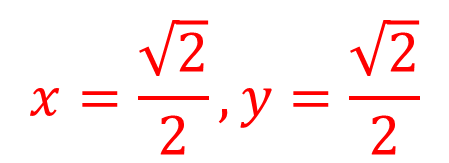 x = √2/2 , y = √2/2